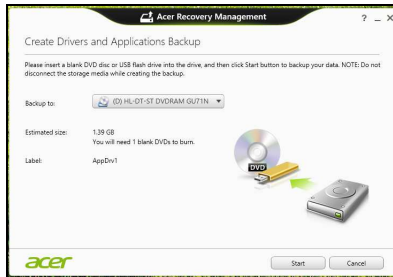 Acer Recovery Management
? _ X
Create Drivers and Applications Backup
Please insert a blank DVD disc or USB flash drive into the drive, and then click Start button to backup your data. NOTE: Do not
disconnect the storage media while creating the backup.
Backup to: (D) HL-DT-ST DVDRAM GU71N
Estimated size: 1.39 GB
You will need 1 blank DVDs to burn.
Label: AppDrv1
DVD
acer
Start Cancel